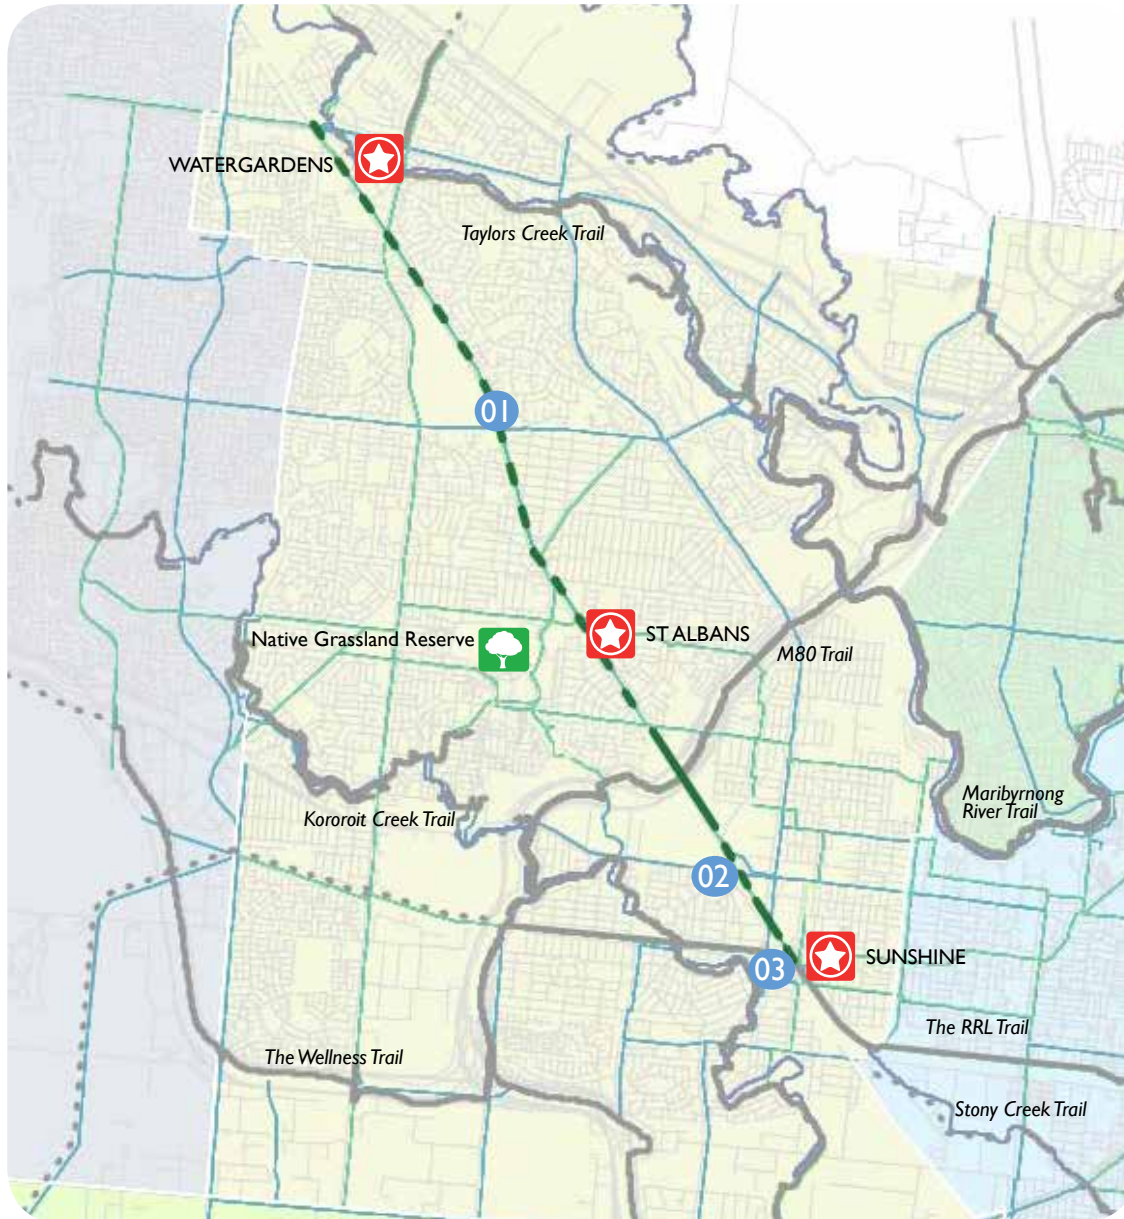 WATERGARDENS
Taylors Creek Trail
01
Native Grassland Reserve
ST ALBANS
M80 Trail
Maribyrnong
River Trail
Kororoit Creek Trail
02
SUNSHINE
03
The RRL Trail
The Wellness Trail
Stony Creek Trail